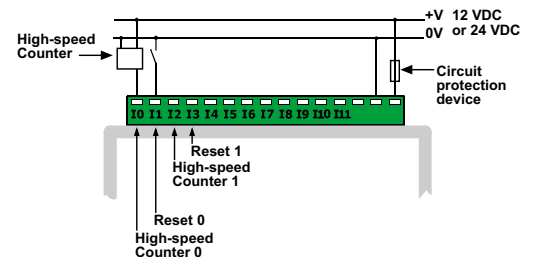 +V 12 VDC
0V or 24 VDC
High-speed
Counter
Circuit
protection
device
I0 I1 I2 I3 I4 I5 I6 I7 I8 I9 I10 I11
Reset 1
High-speed
Counter 1
Reset 0
High-speed
Counter 0